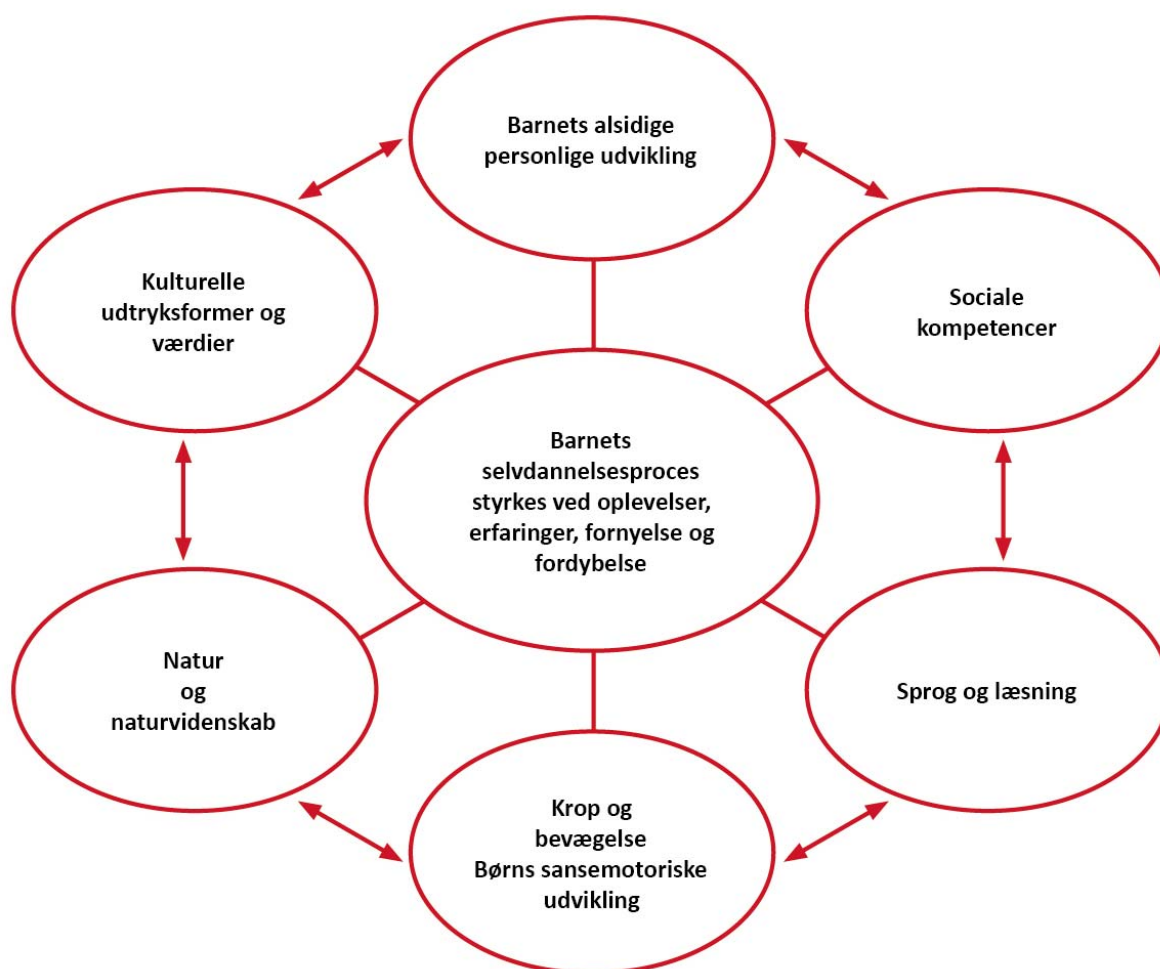 Barnets alsidige
personlige udvikling
Kulturelle
udtryksformer og
værdier
Sociale
kompetencer
Barnets
selvdannelsesproces
styrkes ved oplevelser,
erfaringer, fornyelse og
fordybelse
Natur
og
naturvidenskab
Sprog og læsning
Krop og
bevægelse
Børns sansemotoriske
udvikling